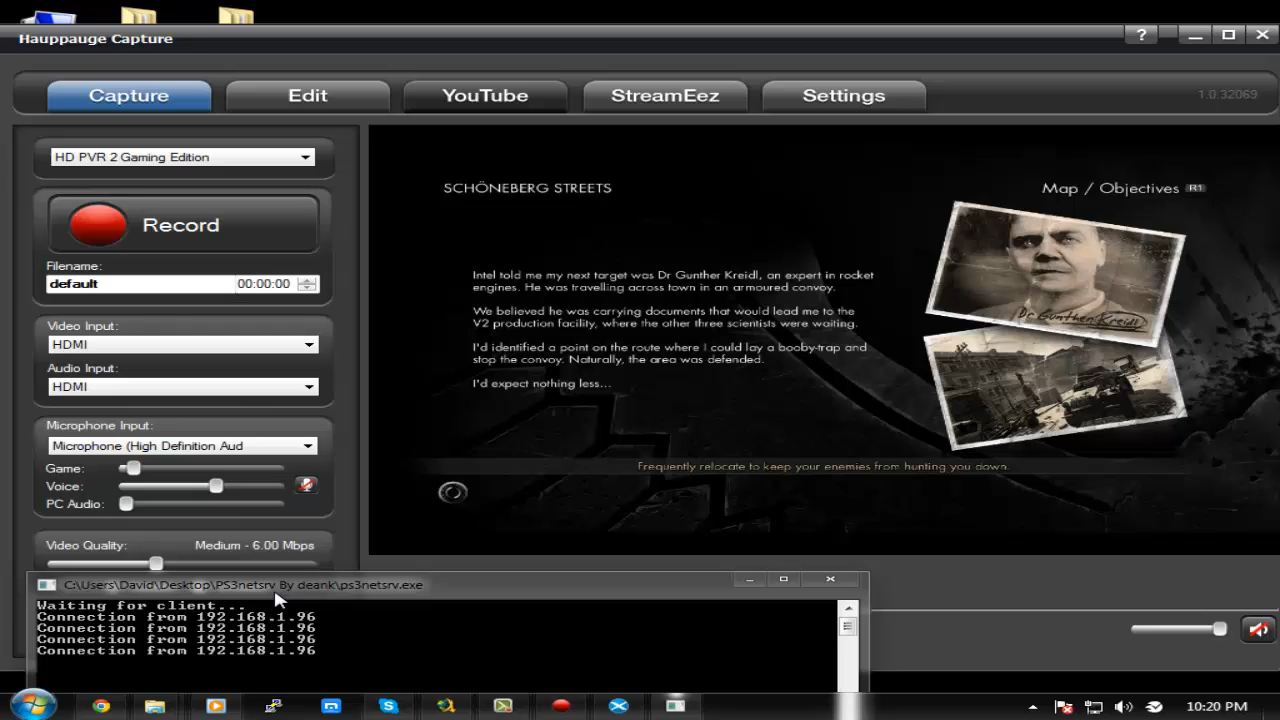 Hauppauge Capture
?
Capture
Edit
YouTube
StreamEez
Settings
1.0.32069
HD PVR 2 Gaming Edition
Record
Filename:
default
00:00:00
Video Input:
HDMI
Audio Input:
HDMI
Microphone Input:
Microphone (High Definition Aud
Game:
Voice:
PC Audio:
Video Quality:
Medium - 6.00 Mbps
SCHÖNEBERG STREETS
Map / Objectives R1
Intel told me my next target was Dr Gunther Kreidl, an expert in rocket
engines. He was travelling across town in an armoured convoy.
We believed he was carrying documents that would lead me to the
V2 production facility, where the other three scientists were waiting.
I'd identified a point on the route where I could lay a booby-trap and
stop the convoy. Naturally, the area was defended.
I'd expect nothing less...
Dr Gunther Kreidl
Frequently relocate to keep your enemies from hunting you down.
C:\Users\David\Desktop\PS3netsrv By deank\ps3netsrv.exe
Waiting for client...
Connection from 192.168.1.96
Connection from 192.168.1.96
Connection from 192.168.1.96
Connection from 192.168.1.96
10:20 PM